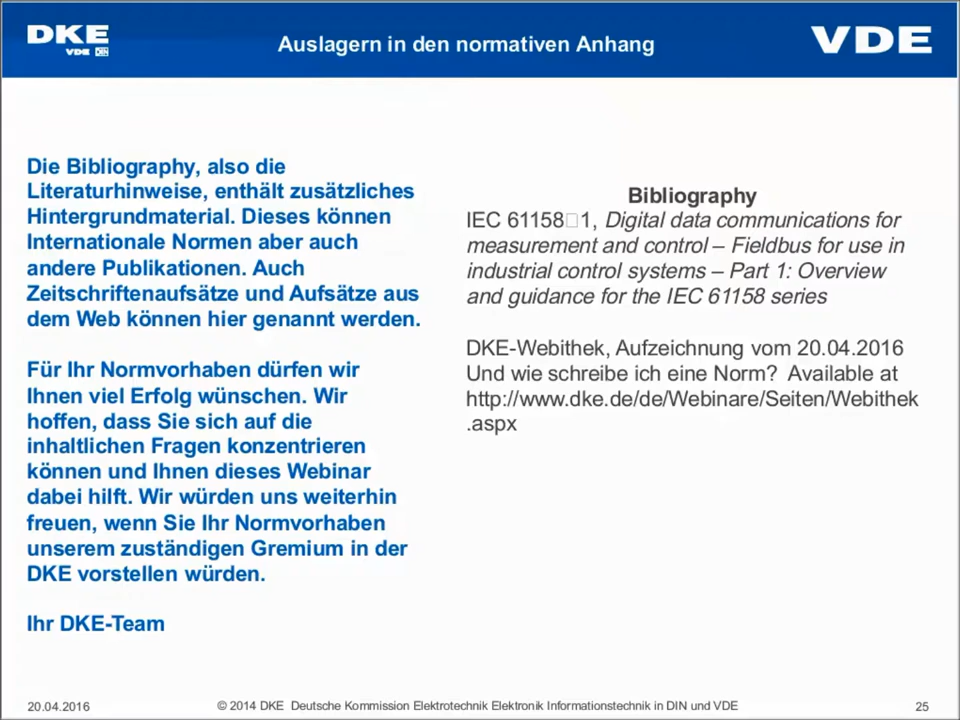 DKE
VDE DIN
Auslagern in den normativen Anhang
VDE
Die Bibliography, also die
Literaturhinweise, enthält zusätzliches
Hintergrundmaterial. Dieses können
Internationale Normen aber auch
andere Publikationen. Auch
Zeitschriftenaufsätze und Aufsätze aus
dem Web können hier genannt werden.
Für Ihr Normvorhaben dürfen wir
Ihnen viel Erfolg wünschen. Wir
hoffen, dass Sie sich auf die
inhaltlichen Fragen konzentrieren
können und Ihnen dieses Webinar
dabei hilft. Wir würden uns weiterhin
freuen, wenn Sie Ihr Normvorhaben
unserem zuständigen Gremium in der
DKE vorstellen würden.
Ihr DKE-Team
Bibliography
IEC 61158□1, Digital data communications for
measurement and control – Fieldbus for use in
industrial control systems – Part 1: Overview
and guidance for the IEC 61158 series
DKE-Webithek, Aufzeichnung vom 20.04.2016
Und wie schreibe ich eine Norm? Available at
http://www.dke.de/de/Webinare/Seiten/Webithek
.aspx
20.04.2016
© 2014 DKE Deutsche Kommission Elektrotechnik Elektronik Informationstechnik in DIN und VDE
25